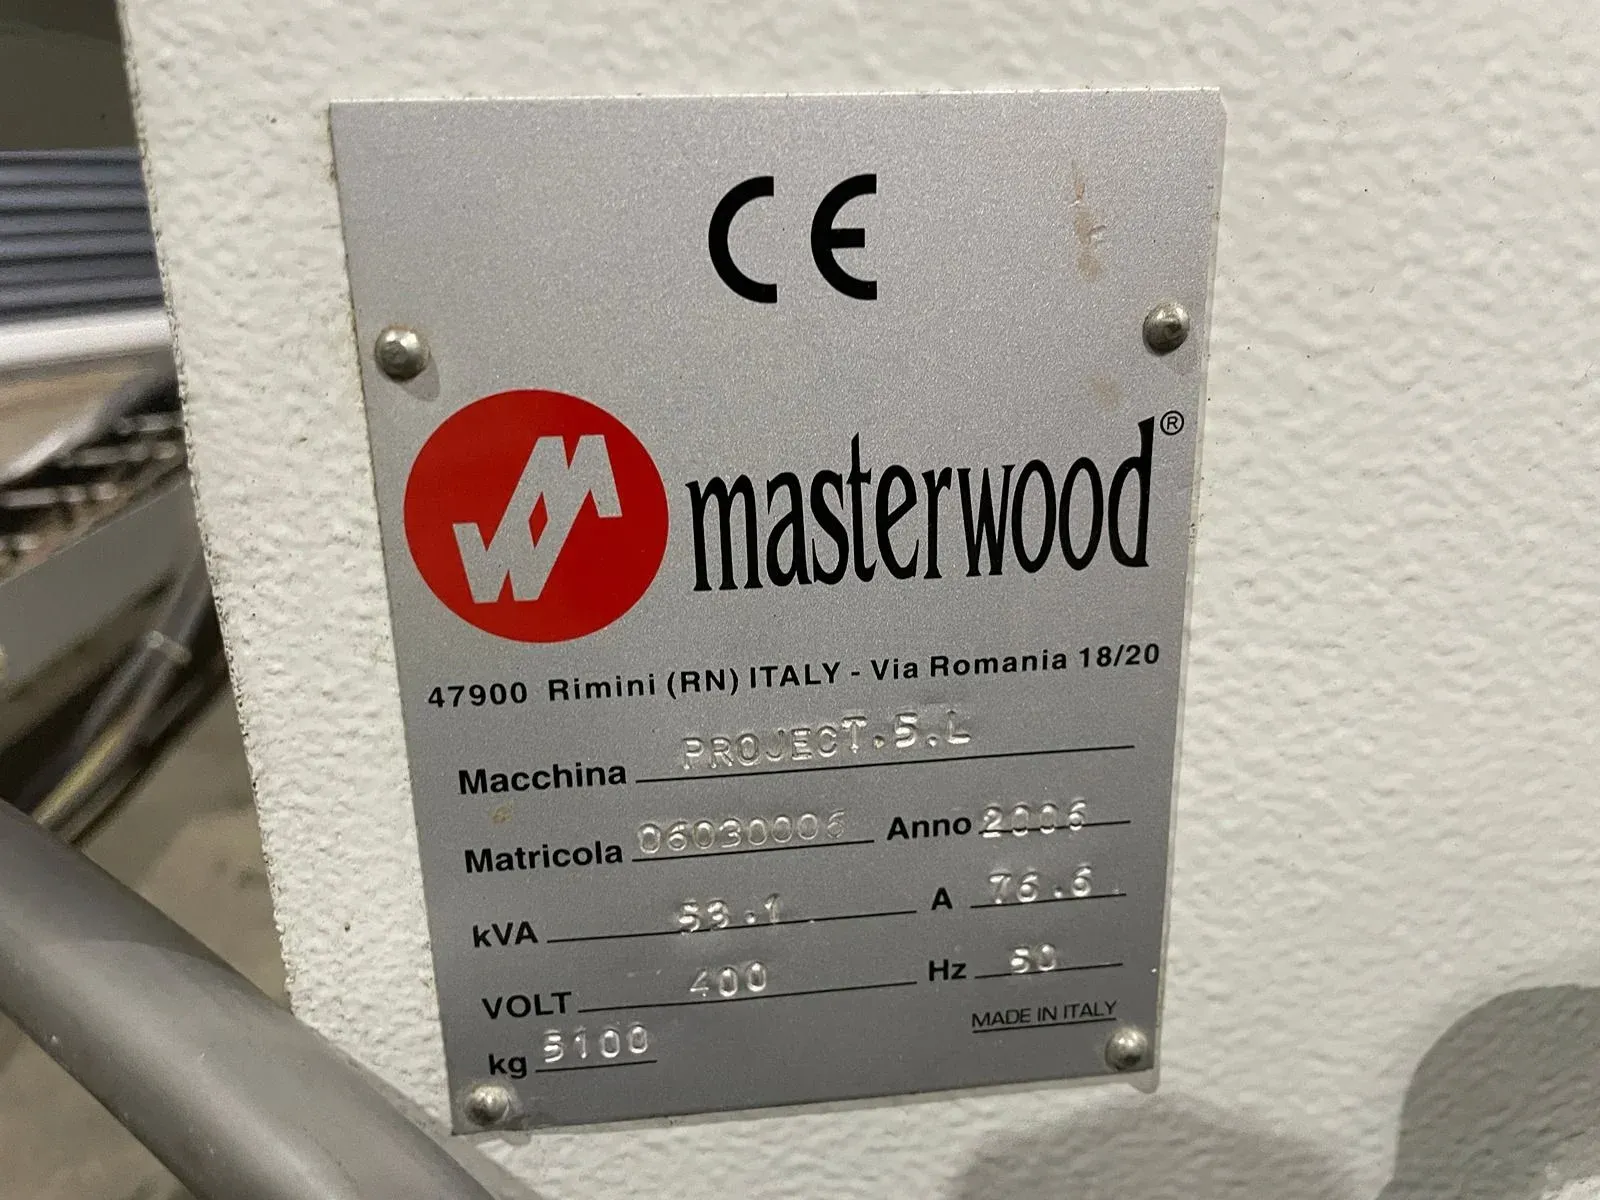 CE
masterwood®
47900 Rimini (RN) ITALY - Via Romania 18/20
Macchina PROJECT.5.L
Matricola 06030006 Anno 2006
kVA 53.1 A 76.6
VOLT 400 Hz 50
kg 5100
MADE IN ITALY